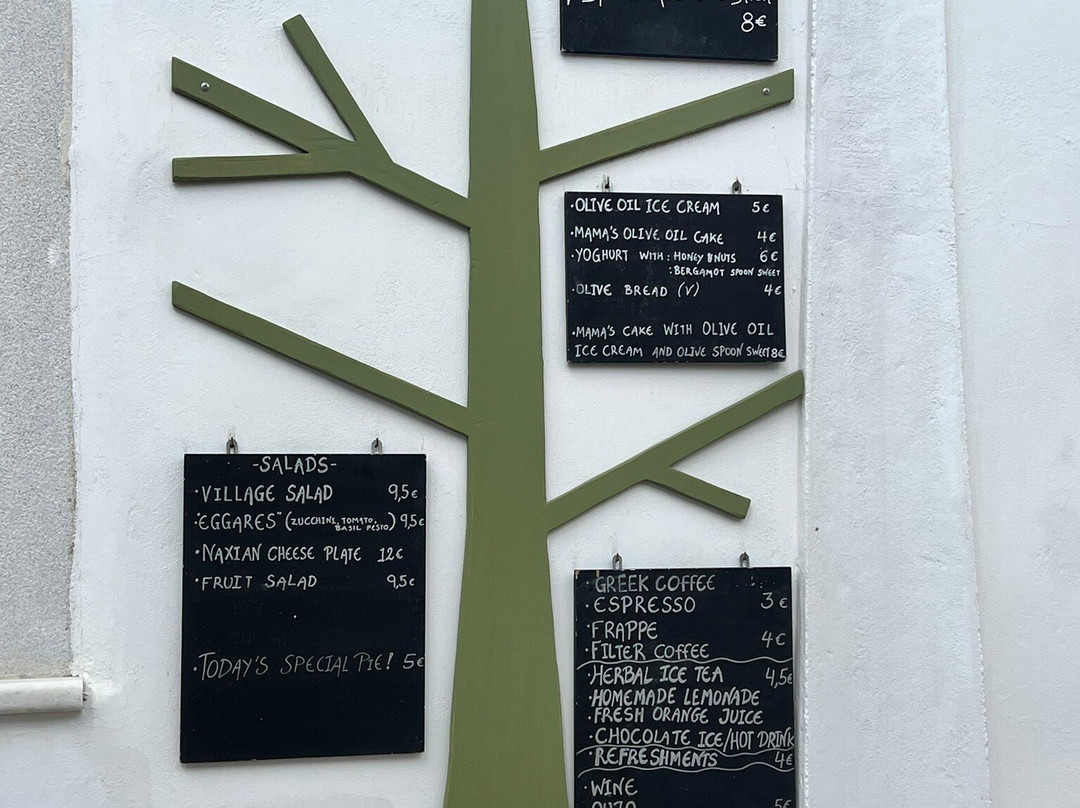 8€
·OLIVE OIL ICE CREAM 5€
·MAMA'S OLIVE OIL CAKE 4€
·YOGHURT WITH: HONEY & NUTS 6€
:BERGAMOT SPOON SWEET
·OLIVE BREAD (V) 4€
·MAMA'S CAKE WITH OLIVE OIL
ICE CREAM AND OLIVE SPOON SWEET 8€
-SALADS-
·VILLAGE SALAD 9,5€
·"EGGARES" (ZUCCHINI, TOMATO, BASIL PESTO) 9,5€
·NAXIAN CHEESE PLATE 12€
·FRUIT SALAD 9,5€
·TODAY'S SPECIAL PIE! 5€
·GREEK COFFEE
·ESPRESSO 3€
·FRAPPE
·FILTER COFFEE 4€
·HERBAL ICE TEA 4,5€
·HOMEMADE LEMONADE
·FRESH ORANGE JUICE
·CHOCOLATE ICE/HOT DRINK
·REFRESHMENTS 4€
·WINE
OUZO 5€